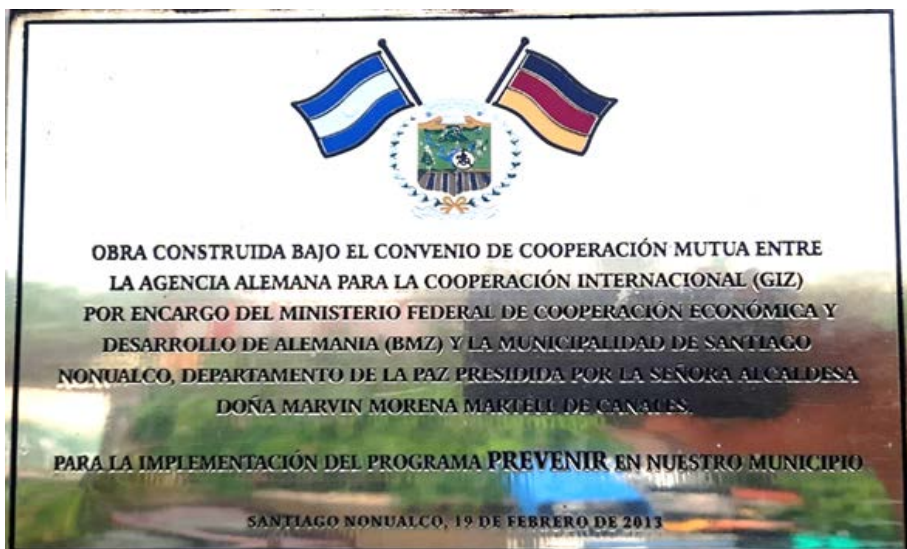 OBRA CONSTRUIDA BAJO EL CONVENIO DE COOPERACIÓN MUTUA ENTRE
LA AGENCIA ALEMANA PARA LA COOPERACIÓN INTERNACIONAL (GIZ)
POR ENCARGO DEL MINISTERIO FEDERAL DE COOPERACIÓN ECONÓMICA Y
DESARROLLO DE ALEMANIA (BMZ) Y LA MUNICIPALIDAD DE SANTIAGO
NONUALCO, DEPARTAMENTO DE LA PAZ PRESIDIDA POR LA SEÑORA ALCALDESA
DOÑA MARVIN MORENA MARTELL DE CANALES.
PARA LA IMPLEMENTACIÓN DEL PROGRAMA PREVENIR EN NUESTRO MUNICIPIO
SANTIAGO NONUALCO, 19 DE FEBRERO DE 2013